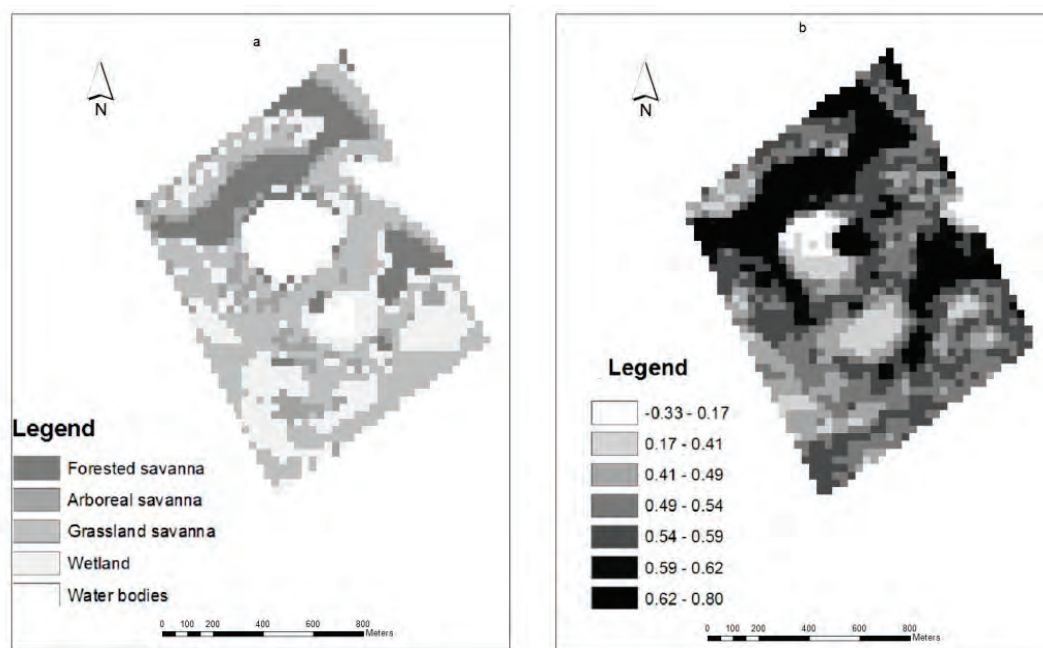 a
N
Legend
Forested savanna
Arboreal savanna
Grassland savanna
Wetland
Water bodies
0 100 200 400 600 800
Meters
b
N
Legend
-0.33 - 0.17
0.17 - 0.41
0.41 - 0.49
0.49 - 0.54
0.54 - 0.59
0.59 - 0.62
0.62 - 0.80
0 100 200 400 600 800
Meters